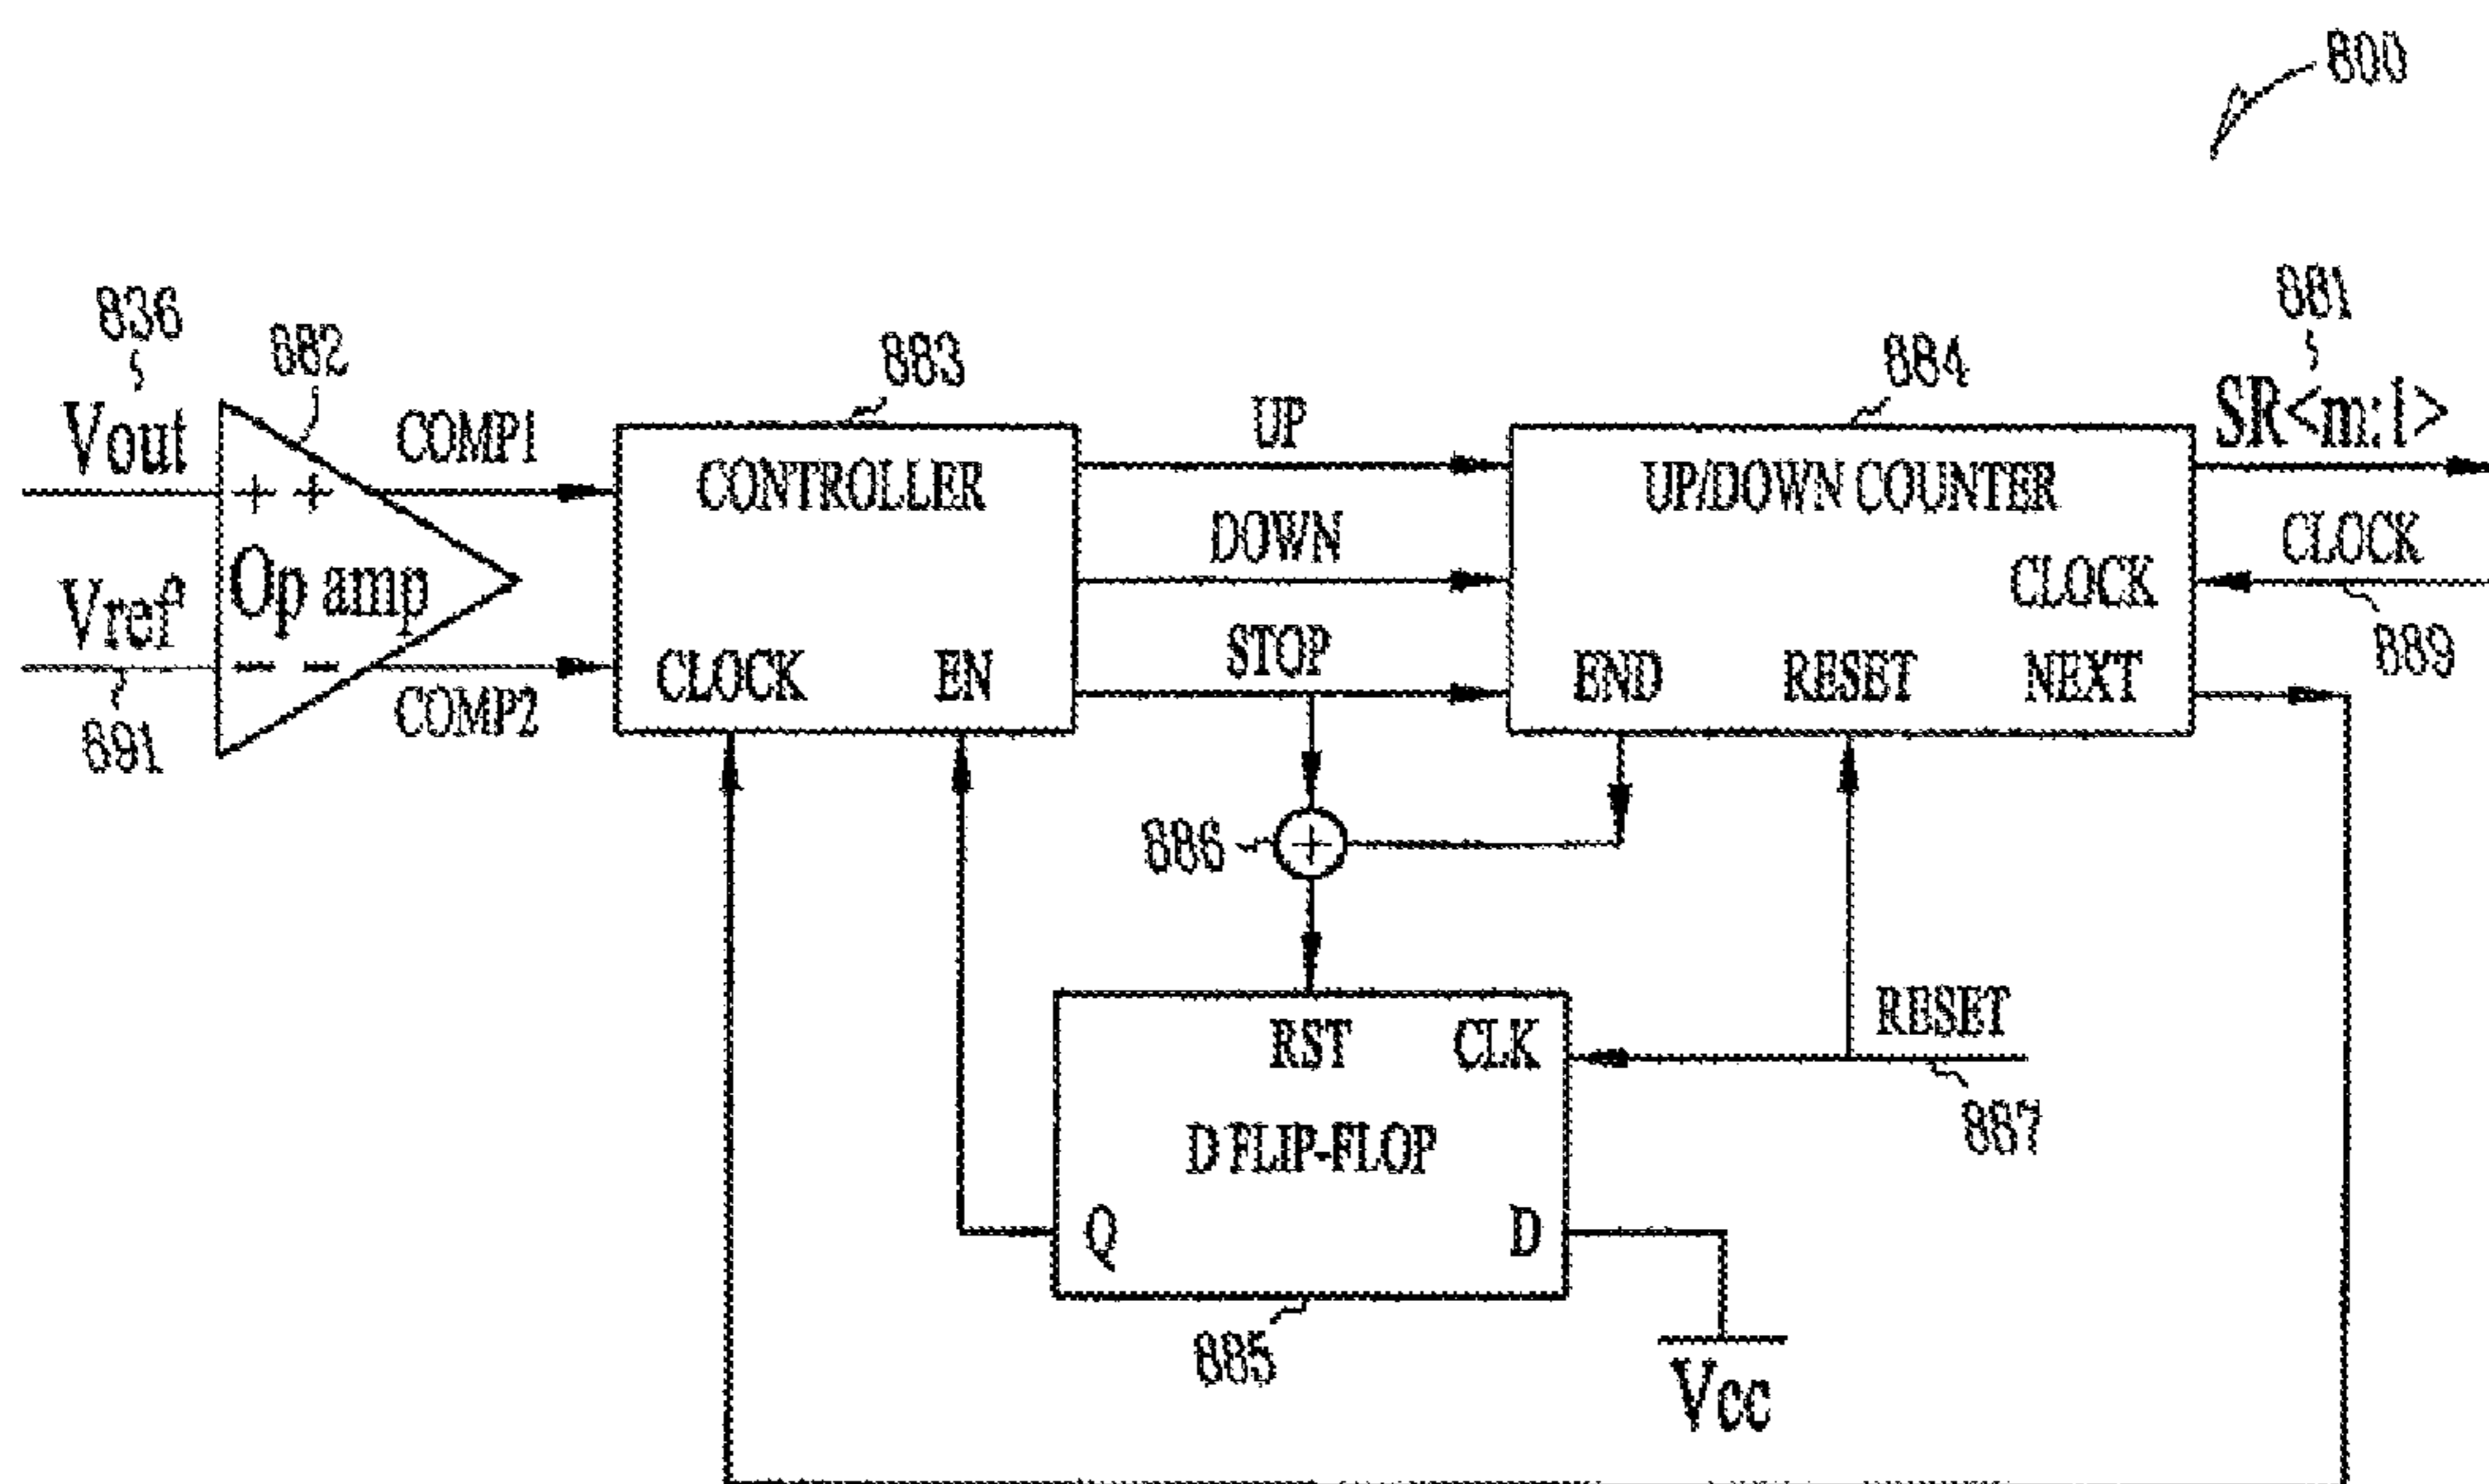 800
836
882
883
884
881
Vout
COMP1
UP
SR<m:1>
+ +
CONTROLLER
UP/DOWN COUNTER
DOWN
CLOCK
Op amp
CLOCK
Vref
STOP
889
- -
CLOCK
EN
END
RESET
NEXT
891
COMP2
886
+
RESET
RST
CLK
887
D FLIP-FLOP
Q
D
885
Vcc